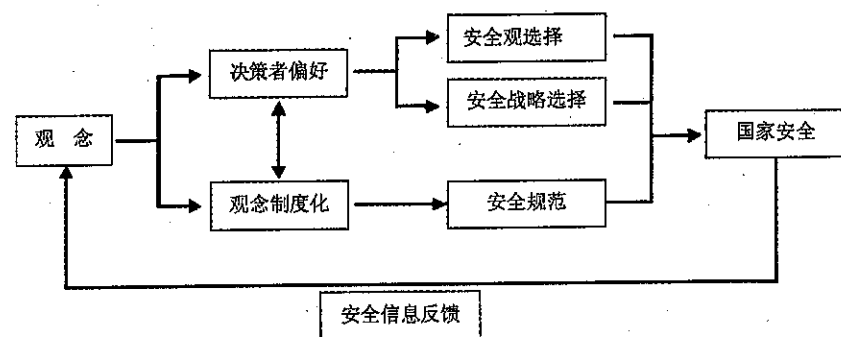 安全观选择
决策者偏好
安全战略选择
观 念
国家安全
观念制度化
安全规范
安全信息反馈